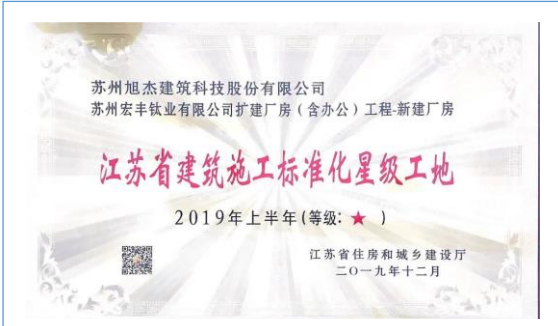 苏州旭杰建筑科技股份有限公司
苏州宏丰钛业有限公司扩建厂房（含办公）工程-新建厂房
江苏省建筑施工标准化星级工地
2019年上半年(等级: ★ )
江苏省住房和城乡建设厅
二〇一九年十二月